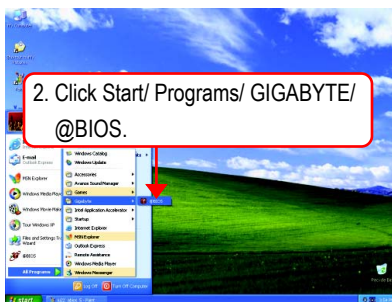 2. Click Start/ Programs/ GIGABYTE/
@BIOS.
Windows Catalog
Windows Update
Accessories
Avance Sound Manager
Games
Gigabyte
@BIOS
Intel Application Accelerator
Startup
Internet Explorer
MSN Explorer
Outlook Express
Remote Assistance
Windows Media Player
Windows Messenger
E-mail
Outlook Express
MSN Explorer
Windows Media Player
Windows Movie Maker
Tour Windows XP
Files and Settings Transfer
Wizard
@BIOS
All Programs
Log Off
Turn Off Computer
start